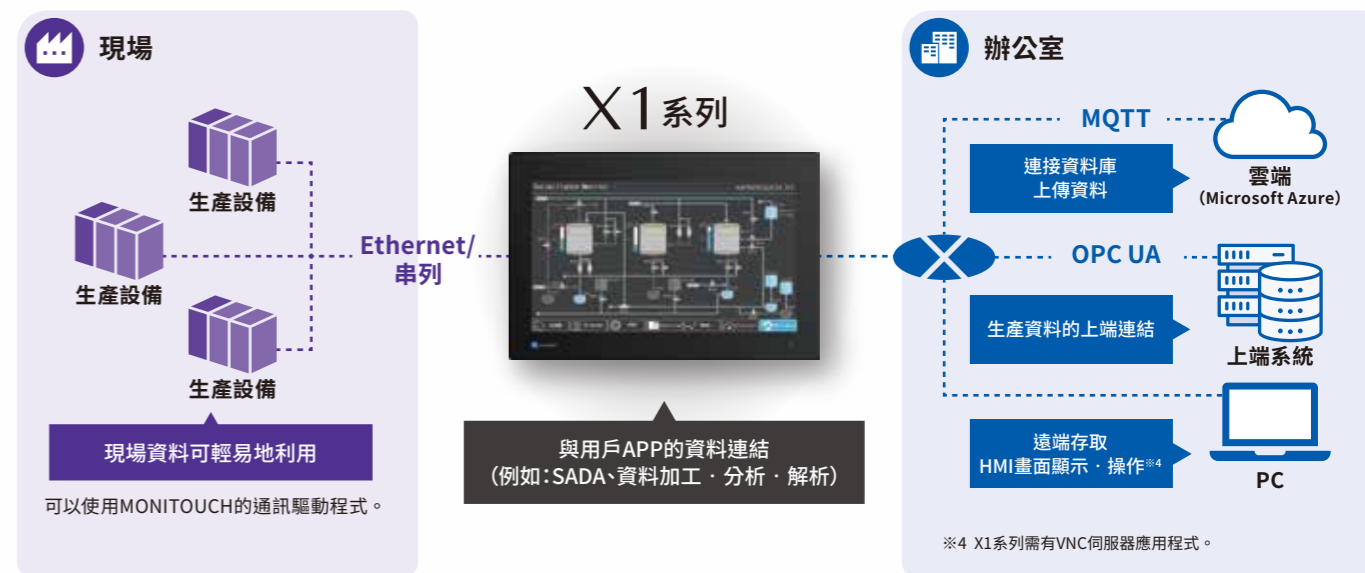 現場
生產設備
生產設備
生產設備
Ethernet/
串列
現場資料可輕易地利用
可以使用MONITOUCH的通訊驅動程式。
X1系列
與用戶APP的資料連結
(例如:SADA、資料加工‧分析‧解析)
辦公室
MQTT
連接資料庫
上傳資料
雲端
(Microsoft Azure)
OPC UA
生產資料的上端連結
上端系統
遠端存取
HMI畫面顯示‧操作※4
PC
※4 X1系列需有VNC伺服器應用程式。